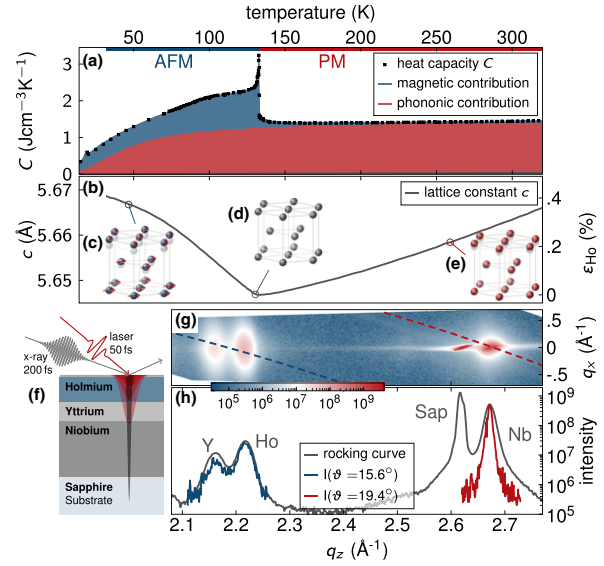 temperature (K)
50 100 150 200 250 300
AFM PM
(a)
heat capacity C
magnetic contribution
phononic contribution
C (Jcm⁻³K⁻¹)
3
2
1
0
(b)
lattice constant c
5.67
5.66
5.65
c (Å)
.4
.2
0
εHo (%)
(c)
(d)
(e)
x-ray
200 fs
laser
50 fs
(f)
Holmium
Yttrium
Niobium
Sapphire
Substrate
(g)
.5
0
-.5
qx (Å⁻¹)
10⁵ 10⁶ 10⁷ 10⁸ 10⁹
(h)
Y
Ho
Sap
Nb
rocking curve
I(ϑ =15.6°)
I(ϑ =19.4°)
10⁹
10⁸
10⁷
10⁶
10⁵
intensity
2.1 2.2 2.3 2.4 2.5 2.6 2.7
qz (Å⁻¹)